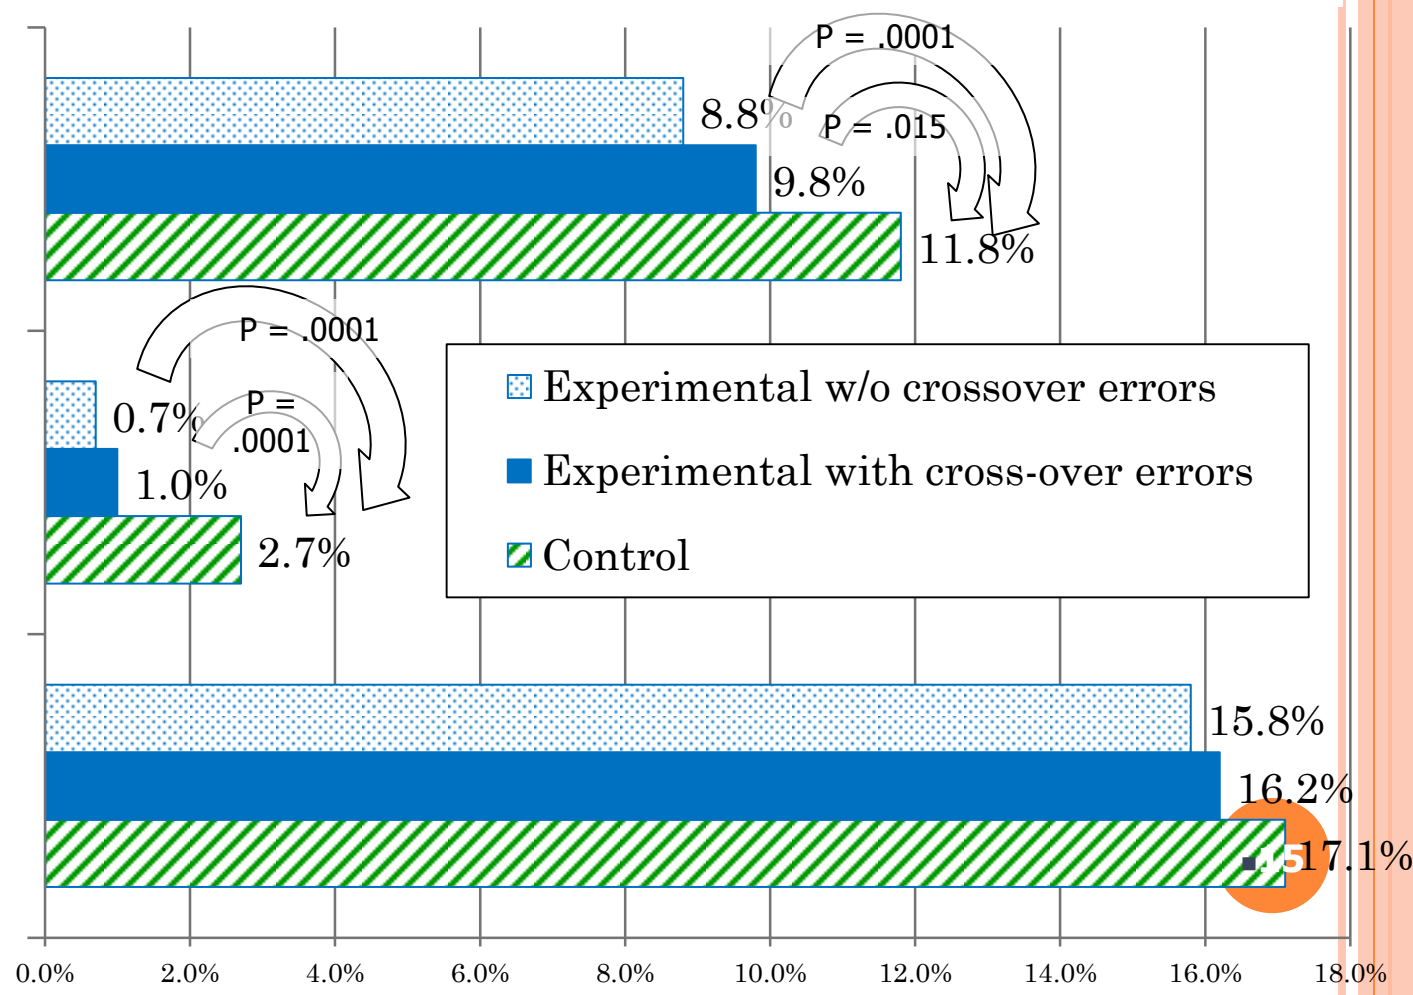 P = .0001
8.8%
P = .015
9.8%
11.8%
P = .0001
0.7%
P =
.0001
1.0%
2.7%
Experimental w/o crossover errors
Experimental with cross-over errors
Control
15.8%
16.2%
15
17.1%
0.0% 2.0% 4.0% 6.0% 8.0% 10.0% 12.0% 14.0% 16.0% 18.0%